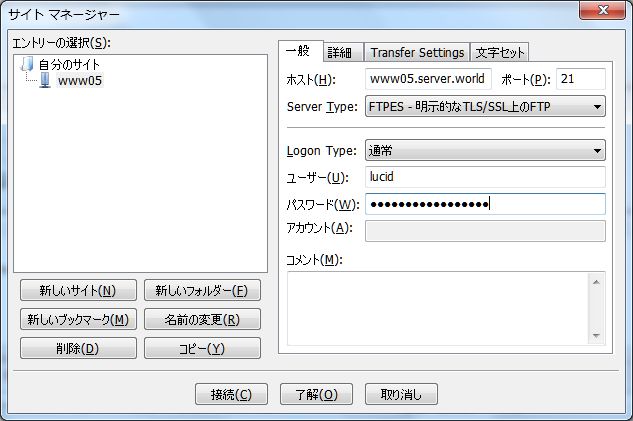 サイト マネージャー
エントリーの選択(S):
自分のサイト
www05
新しいサイト(N)
新しいフォルダー(F)
新しいブックマーク(M)
名前の変更(R)
削除(D)
コピー(Y)
一般
詳細
Transfer Settings
文字セット
ホスト(H):
www05.server.world
ポート(P):
21
Server Type:
FTPES - 明示的なTLS/SSL上のFTP
Logon Type:
通常
ユーザー(U):
lucid
パスワード(W):
●●●●●●●●●●●●●●●●●
アカウント(A):
コメント(M):
接続(C)
了解(O)
取り消し